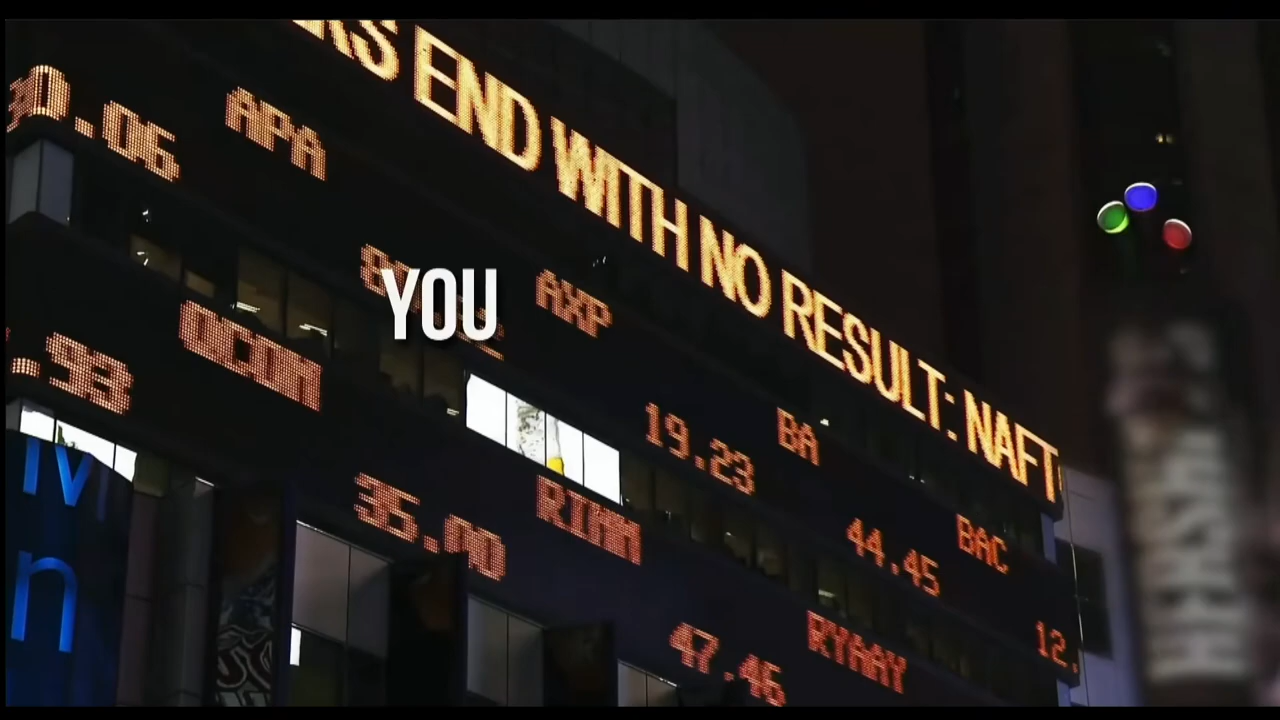 END WITH NO RESULT: NAFT
0.06 APA
YOU
AXP
.93 QCOM
19.23 BA
35.00 RIMM
44.45 BAC
47.46 RYAAY
12.
n